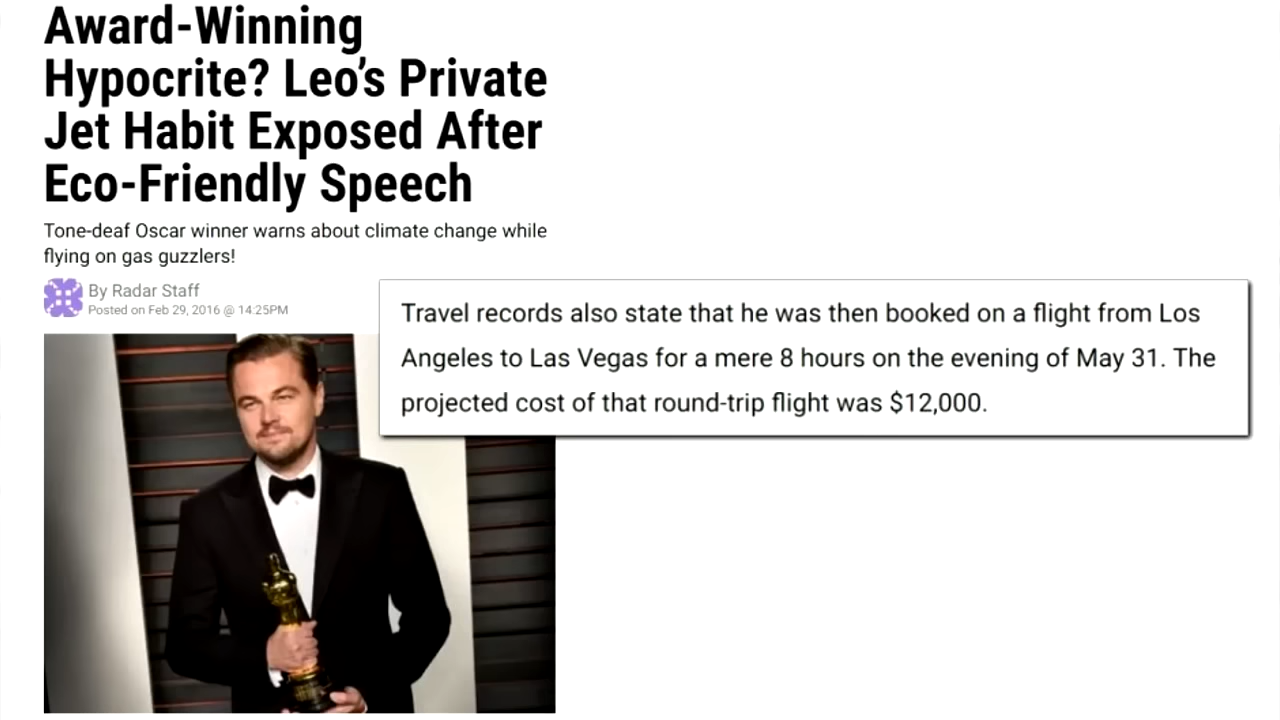 Award-Winning
Hypocrite? Leo's Private
Jet Habit Exposed After
Eco-Friendly Speech
Tone-deaf Oscar winner warns about climate change while
flying on gas guzzlers!
By Radar Staff
Posted on Feb 29, 2016 @ 14:25PM
Travel records also state that he was then booked on a flight from Los
Angeles to Las Vegas for a mere 8 hours on the evening of May 31. The
projected cost of that round-trip flight was $12,000.